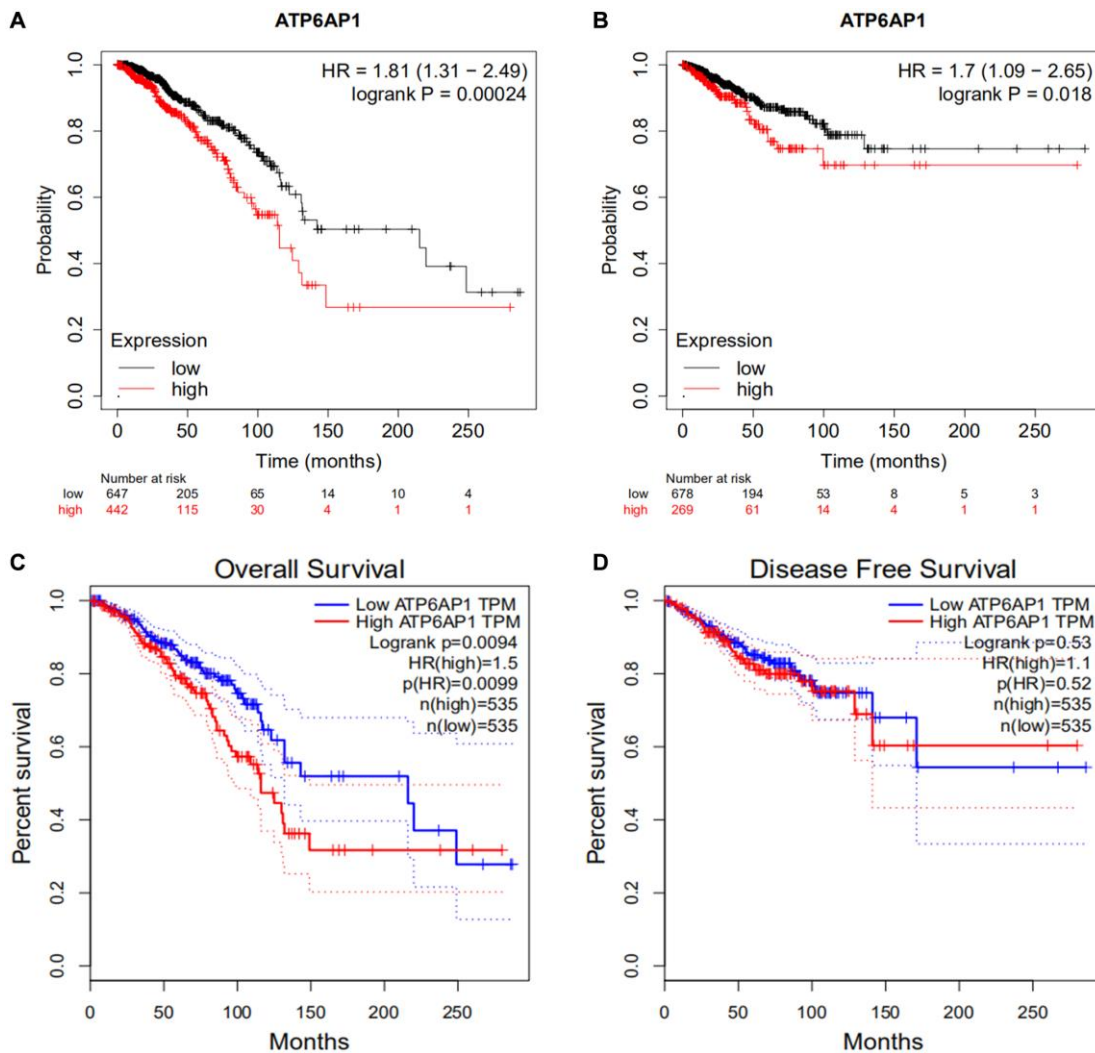 A
ATP6AP1
HR = 1.81 (1.31 − 2.49)
logrank P = 0.00024
Probability
1.0
0.8
0.6
0.4
0.2
0.0
Expression
low
high
0 50 100 150 200 250
Time (months)
Number at risk
low 647 205 65 14 10 4
high 442 115 30 4 1 1
B
ATP6AP1
HR = 1.7 (1.09 − 2.65)
logrank P = 0.018
Probability
1.0
0.8
0.6
0.4
0.2
0.0
Expression
low
high
0 50 100 150 200 250
Time (months)
Number at risk
low 678 194 53 8 5 3
high 269 61 14 4 1 1
C
Overall Survival
Low ATP6AP1 TPM
High ATP6AP1 TPM
Logrank p=0.0094
HR(high)=1.5
p(HR)=0.0099
n(high)=535
n(low)=535
Percent survival
1.0
0.8
0.6
0.4
0.2
0.0
0 50 100 150 200 250
Months
D
Disease Free Survival
Low ATP6AP1 TPM
High ATP6AP1 TPM
Logrank p=0.53
HR(high)=1.1
p(HR)=0.52
n(high)=535
n(low)=535
Percent survival
1.0
0.8
0.6
0.4
0.2
0.0
0 50 100 150 200 250
Months